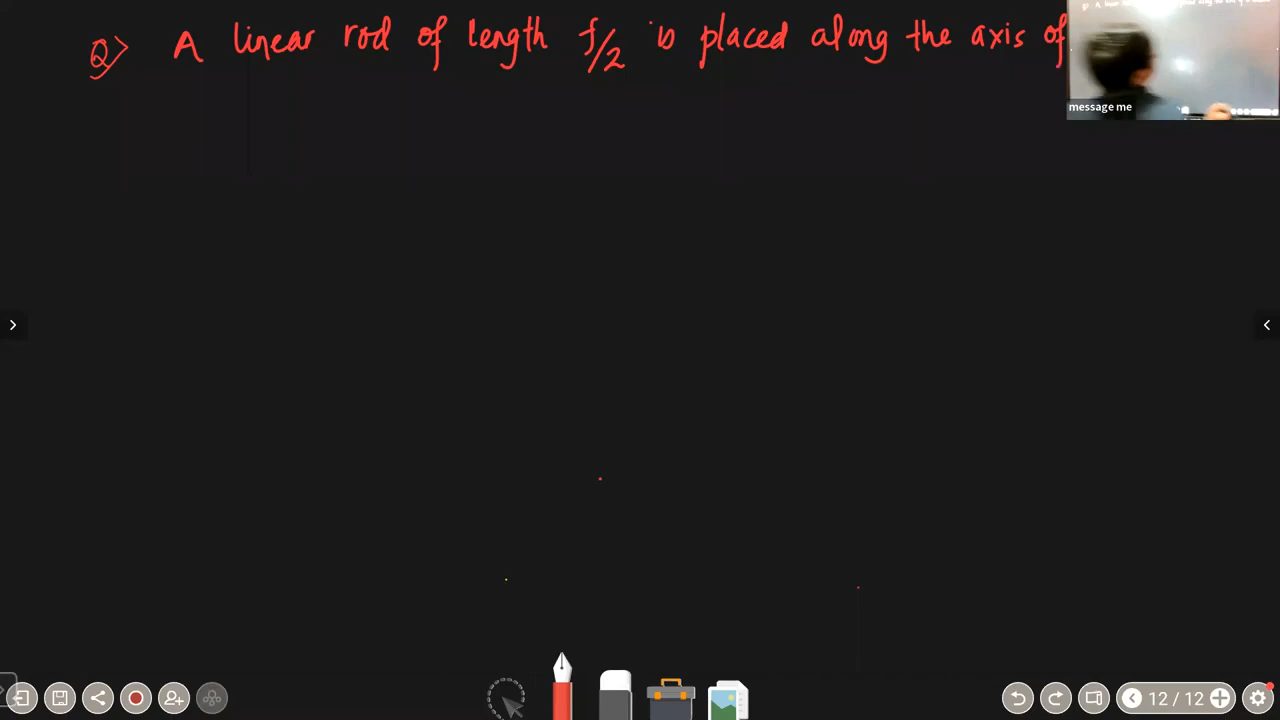 Q> A linear rod of length f/2 is placed along the axis of
message me
12 / 12